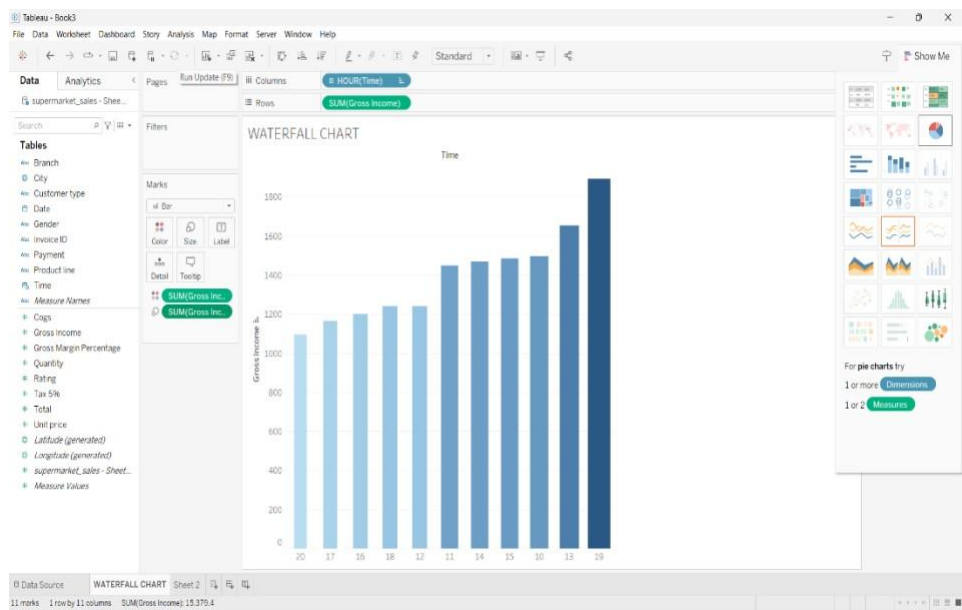 Tableau - Book3
File Data Worksheet Dashboard Story Analysis Map Format Server Window Help
Standard
Show Me
Data Analytics
Pages
Run Update (F9)
Columns
HOUR(Time)
supermarket_sales - Shee...
Rows
SUM(Gross Income)
Search
Filters
WATERFALL CHART
Tables
Time
Abc Branch
City
Abc Customer type
Date
Abc Gender
Abc Invoice ID
Abc Payment
Abc Product line
Time
Abc Measure Names
Cogs
Gross Income
Gross Margin Percentage
Quantity
Rating
Tax 5%
Total
Unit price
Latitude (generated)
Longitude (generated)
supermarket_sales - Sheet...
Measure Values
Marks
Bar
Color Size Label
Detail Tooltip
SUM(Gross Inc..
SUM(Gross Inc..
Gross Income
1800
1600
1400
1200
1000
800
600
400
200
0
20 17 16 18 12 11 14 15 10 13 19
For pie charts try
1 or more Dimensions
1 or 2 Measures
Data Source WATERFALL CHART Sheet 2
11 marks 1 row by 11 columns SUM(Gross Income): 15,379.4